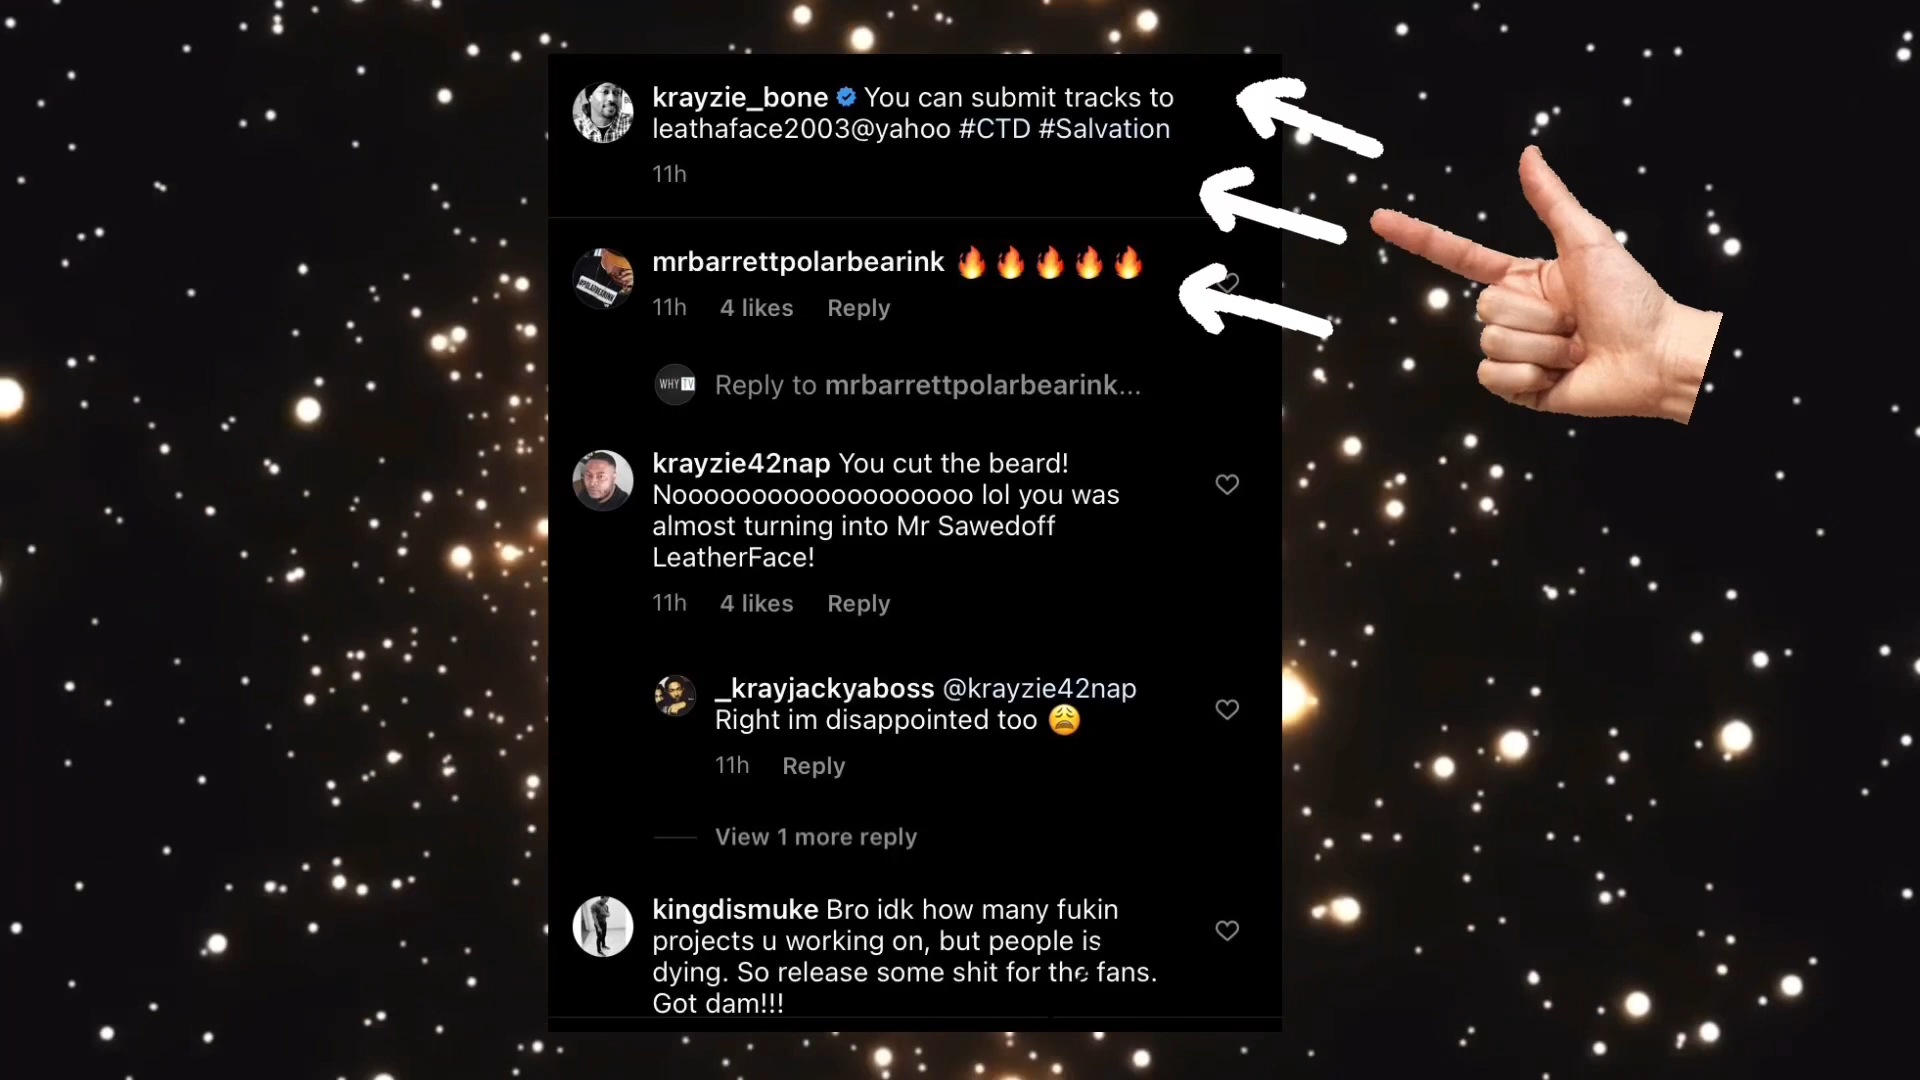 krayzie_bone You can submit tracks to
leathaface2003@yahoo #CTD #Salvation
11h
mrbarrettpolarbearink 🔥🔥🔥🔥🔥
11h 4 likes Reply
WHY TV Reply to mrbarrettpolarbearink...
krayzie42nap You cut the beard!
Nooooooooooooooooooo lol you was
almost turning into Mr Sawedoff
LeatherFace!
11h 4 likes Reply
_krayjackyaboss @krayzie42nap
Right im disappointed too 😩
11h Reply
View 1 more reply
kingdismuke Bro idk how many fukin
projects u working on, but people is
dying. So release some shit for the fans.
Got dam!!!